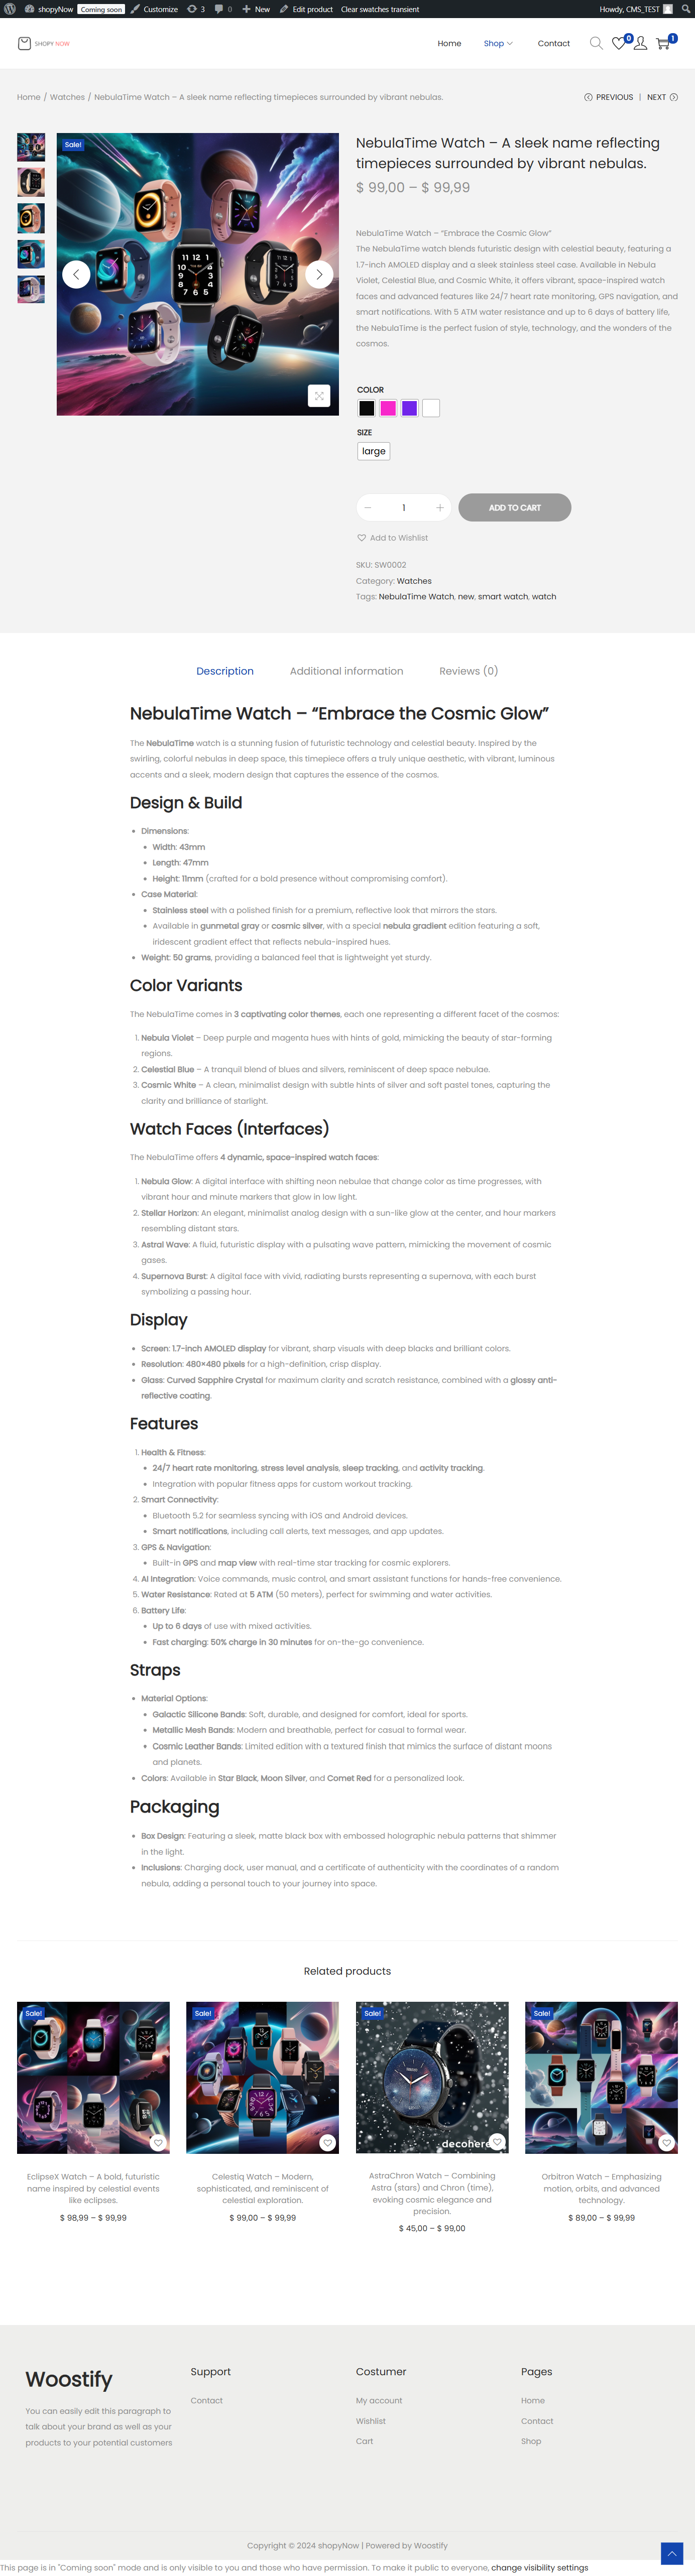 shopyNow Coming soon Customize 3 0 New Edit product Clear swatches transient Howdy, CMS_TEST
SHOPY NOW Home Shop Contact 0 1
Home / Watches / NebulaTime Watch – A sleek name reflecting timepieces surrounded by vibrant nebulas. PREVIOUS | NEXT
Sale!
NebulaTime Watch – A sleek name reflecting
timepieces surrounded by vibrant nebulas.
$ 99,00 – $ 99,99
NebulaTime Watch – “Embrace the Cosmic Glow”
The NebulaTime watch blends futuristic design with celestial beauty, featuring a
1.7-inch AMOLED display and a sleek stainless steel case. Available in Nebula
Violet, Celestial Blue, and Cosmic White, it offers vibrant, space-inspired watch
faces and advanced features like 24/7 heart rate monitoring, GPS navigation, and
smart notifications. With 5 ATM water resistance and up to 6 days of battery life,
the NebulaTime is the perfect fusion of style, technology, and the wonders of the
cosmos.
COLOR
SIZE
large
− 1 + ADD TO CART
Add to Wishlist
SKU: SW0002
Category: Watches
Tags: NebulaTime Watch, new, smart watch, watch
Description Additional information Reviews (0)
NebulaTime Watch – “Embrace the Cosmic Glow”
The NebulaTime watch is a stunning fusion of futuristic technology and celestial beauty. Inspired by the
swirling, colorful nebulas in deep space, this timepiece offers a truly unique aesthetic, with vibrant, luminous
accents and a sleek, modern design that captures the essence of the cosmos.
Design & Build
• Dimensions:
• Width: 43mm
• Length: 47mm
• Height: 11mm (crafted for a bold presence without compromising comfort).
• Case Material:
• Stainless steel with a polished finish for a premium, reflective look that mirrors the stars.
• Available in gunmetal gray or cosmic silver, with a special nebula gradient edition featuring a soft,
iridescent gradient effect that reflects nebula-inspired hues.
• Weight: 50 grams, providing a balanced feel that is lightweight yet sturdy.
Color Variants
The NebulaTime comes in 3 captivating color themes, each one representing a different facet of the cosmos:
1. Nebula Violet – Deep purple and magenta hues with hints of gold, mimicking the beauty of star-forming
regions.
2. Celestial Blue – A tranquil blend of blues and silvers, reminiscent of deep space nebulae.
3. Cosmic White – A clean, minimalist design with subtle hints of silver and soft pastel tones, capturing the
clarity and brilliance of starlight.
Watch Faces (Interfaces)
The NebulaTime offers 4 dynamic, space-inspired watch faces:
1. Nebula Glow: A digital interface with shifting neon nebulae that change color as time progresses, with
vibrant hour and minute markers that glow in low light.
2. Stellar Horizon: An elegant, minimalist analog design with a sun-like glow at the center, and hour markers
resembling distant stars.
3. Astral Wave: A fluid, futuristic display with a pulsating wave pattern, mimicking the movement of cosmic
gases.
4. Supernova Burst: A digital face with vivid, radiating bursts representing a supernova, with each burst
symbolizing a passing hour.
Display
• Screen: 1.7-inch AMOLED display for vibrant, sharp visuals with deep blacks and brilliant colors.
• Resolution: 480×480 pixels for a high-definition, crisp display.
• Glass: Curved Sapphire Crystal for maximum clarity and scratch resistance, combined with a glossy anti-
reflective coating.
Features
1. Health & Fitness:
• 24/7 heart rate monitoring, stress level analysis, sleep tracking, and activity tracking.
• Integration with popular fitness apps for custom workout tracking.
2. Smart Connectivity:
• Bluetooth 5.2 for seamless syncing with iOS and Android devices.
• Smart notifications, including call alerts, text messages, and app updates.
3. GPS & Navigation:
• Built-in GPS and map view with real-time star tracking for cosmic explorers.
4. AI Integration: Voice commands, music control, and smart assistant functions for hands-free convenience.
5. Water Resistance: Rated at 5 ATM (50 meters), perfect for swimming and water activities.
6. Battery Life:
• Up to 6 days of use with mixed activities.
• Fast charging: 50% charge in 30 minutes for on-the-go convenience.
Straps
• Material Options:
• Galactic Silicone Bands: Soft, durable, and designed for comfort, ideal for sports.
• Metallic Mesh Bands: Modern and breathable, perfect for casual to formal wear.
• Cosmic Leather Bands: Limited edition with a textured finish that mimics the surface of distant moons
and planets.
• Colors: Available in Star Black, Moon Silver, and Comet Red for a personalized look.
Packaging
• Box Design: Featuring a sleek, matte black box with embossed holographic nebula patterns that shimmer
in the light.
• Inclusions: Charging dock, user manual, and a certificate of authenticity with the coordinates of a random
nebula, adding a personal touch to your journey into space.
Related products
Sale! Sale! Sale! Sale!
decohere
EclipseX Watch – A bold, futuristic
name inspired by celestial events
like eclipses.
$ 98,99 – $ 99,99
Celestiq Watch – Modern,
sophisticated, and reminiscent of
celestial exploration.
$ 99,00 – $ 99,99
AstraChron Watch – Combining
Astra (stars) and Chron (time),
evoking cosmic elegance and
precision.
$ 45,00 – $ 99,00
Orbitron Watch – Emphasizing
motion, orbits, and advanced
technology.
$ 89,00 – $ 99,99
Woostify
You can easily edit this paragraph to
talk about your brand as well as your
products to your potential customers
Support
Contact
Costumer
My account
Wishlist
Cart
Pages
Home
Contact
Shop
Copyright © 2024 shopyNow | Powered by Woostify
This page is in "Coming soon" mode and is only visible to you and those who have permission. To make it public to everyone, change visibility settings